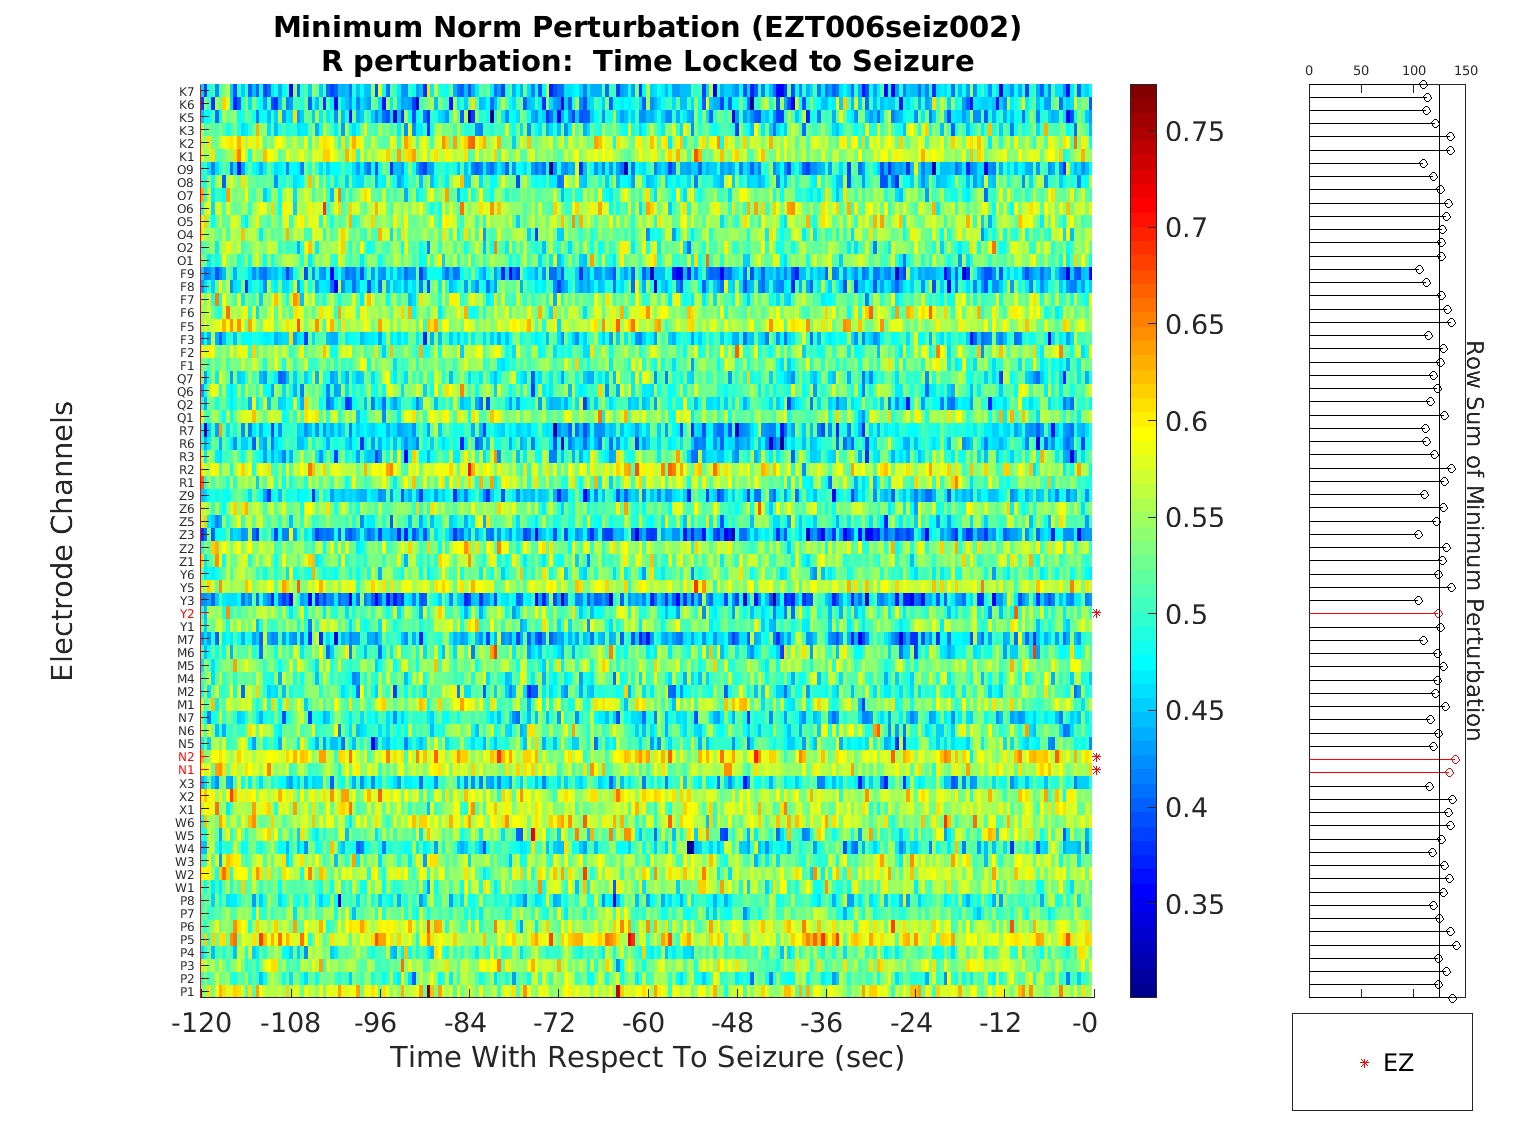 Minimum Norm Perturbation (EZT006seiz002)
R perturbation:  Time Locked to Seizure
Electrode Channels
K7
K6
K5
K3
K2
K1
O9
O8
O7
O6
O5
O4
O2
O1
F9
F8
F7
F6
F5
F3
F2
F1
Q7
Q6
Q2
Q1
R7
R6
R3
R2
R1
Z9
Z6
Z5
Z3
Z2
Z1
Y6
Y5
Y3
Y2
Y1
M7
M6
M5
M4
M2
M1
N7
N6
N5
N2
N1
X3
X2
X1
W6
W5
W4
W3
W2
W1
P8
P7
P6
P5
P4
P3
P2
P1
-120 -108 -96 -84 -72 -60 -48 -36 -24 -12 -0
Time With Respect To Seizure (sec)
0.75
0.7
0.65
0.6
0.55
0.5
0.45
0.4
0.35
0 50 100 150
Row Sum of Minimum Perturbation
EZ